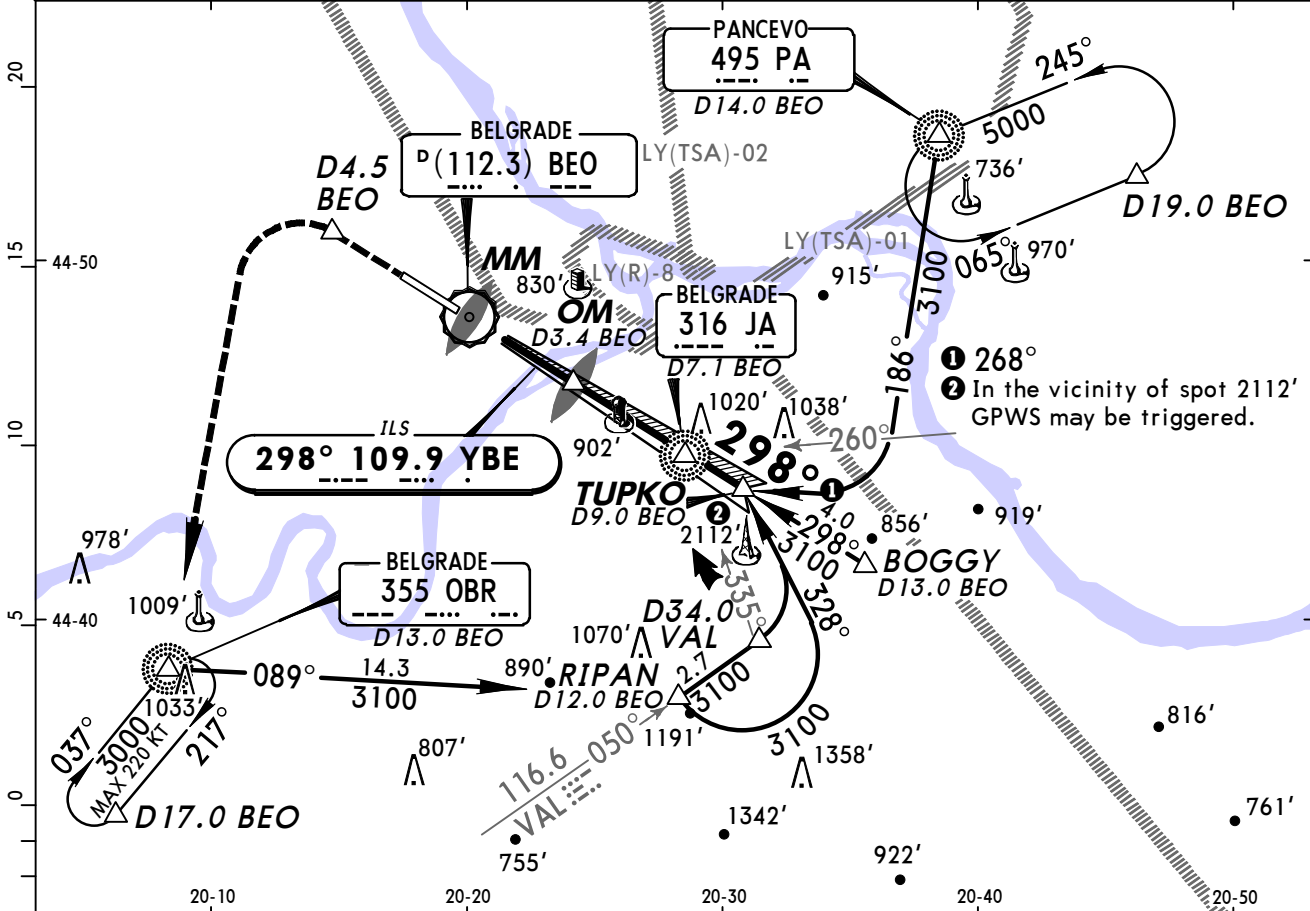 PANCEVO
495 PA
D14.0 BEO
245°
5000
20
BELGRADE
D (112.3) BEO
LY(TSA)-02
D4.5
BEO
736'
D19.0 BEO
LY(TSA)-01
065°
970'
15
44-50
MM
830'
LY(R)-8
915'
3100
OM
D3.4 BEO
BELGRADE
316 JA
D7.1 BEO
186°
❶ 268°
❷ In the vicinity of spot 2112'
GPWS may be triggered.
1020'
1038'
260°
10
902'
298°
ILS
298° 109.9 YBE
TUPKO
D9.0 BEO
❶
❷
2112'
4.0
298°
3100
856'
919'
BOGGY
D13.0 BEO
978'
BELGRADE
355 OBR
D13.0 BEO
1009'
335°
328°
5
44-40
D34.0
VAL
1070'
089°
14.3
3100
890'
RIPAN
D12.0 BEO
2.7
3100
1033'
037°
3000
MAX 220 KT
217°
1191'
3100
816'
807'
050°
1358'
116.6
VAL
D17.0 BEO
0
1342'
761'
755'
922'
20-10
20-20
20-30
20-40
20-50